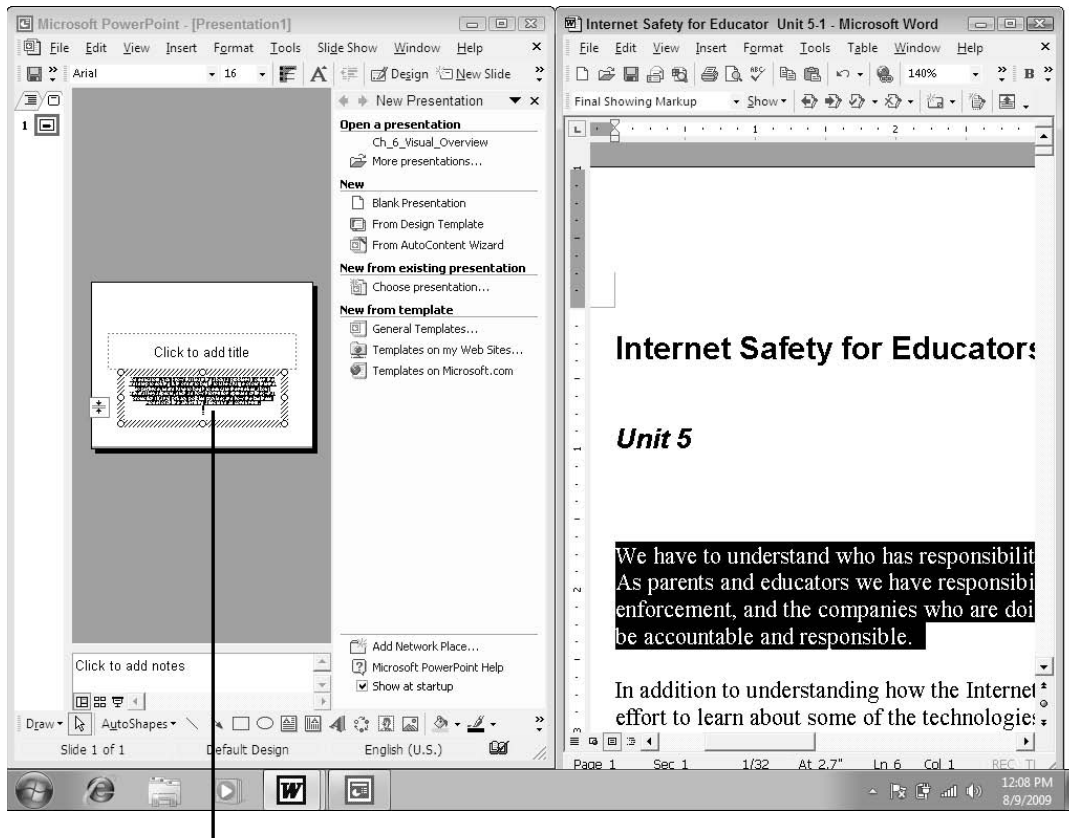 Microsoft PowerPoint - [Presentation1]
File Edit View Insert Format Tools Slide Show Window Help
Arial 16 Design New Slide
New Presentation
1
Open a presentation
Ch_6_Visual_Overview
More presentations...
New
Blank Presentation
From Design Template
From AutoContent Wizard
New from existing presentation
Choose presentation...
New from template
General Templates...
Templates on my Web Sites...
Templates on Microsoft.com
Click to add title
Add Network Place...
Microsoft PowerPoint Help
Show at startup
Click to add notes
Draw AutoShapes
Slide 1 of 1 Default Design English (U.S.)
Internet Safety for Educator Unit 5-1 - Microsoft Word
File Edit View Insert Format Tools Table Window Help
140% B
Final Showing Markup Show
1 2
Internet Safety for Educators
Unit 5
We have to understand who has responsibilit
As parents and educators we have responsibi
enforcement, and the companies who are doi
be accountable and responsible.
In addition to understanding how the Internet
effort to learn about some of the technologies
Page 1 Sec 1 1/32 At 2.7" Ln 6 Col 1 REC
12:08 PM
8/9/2009